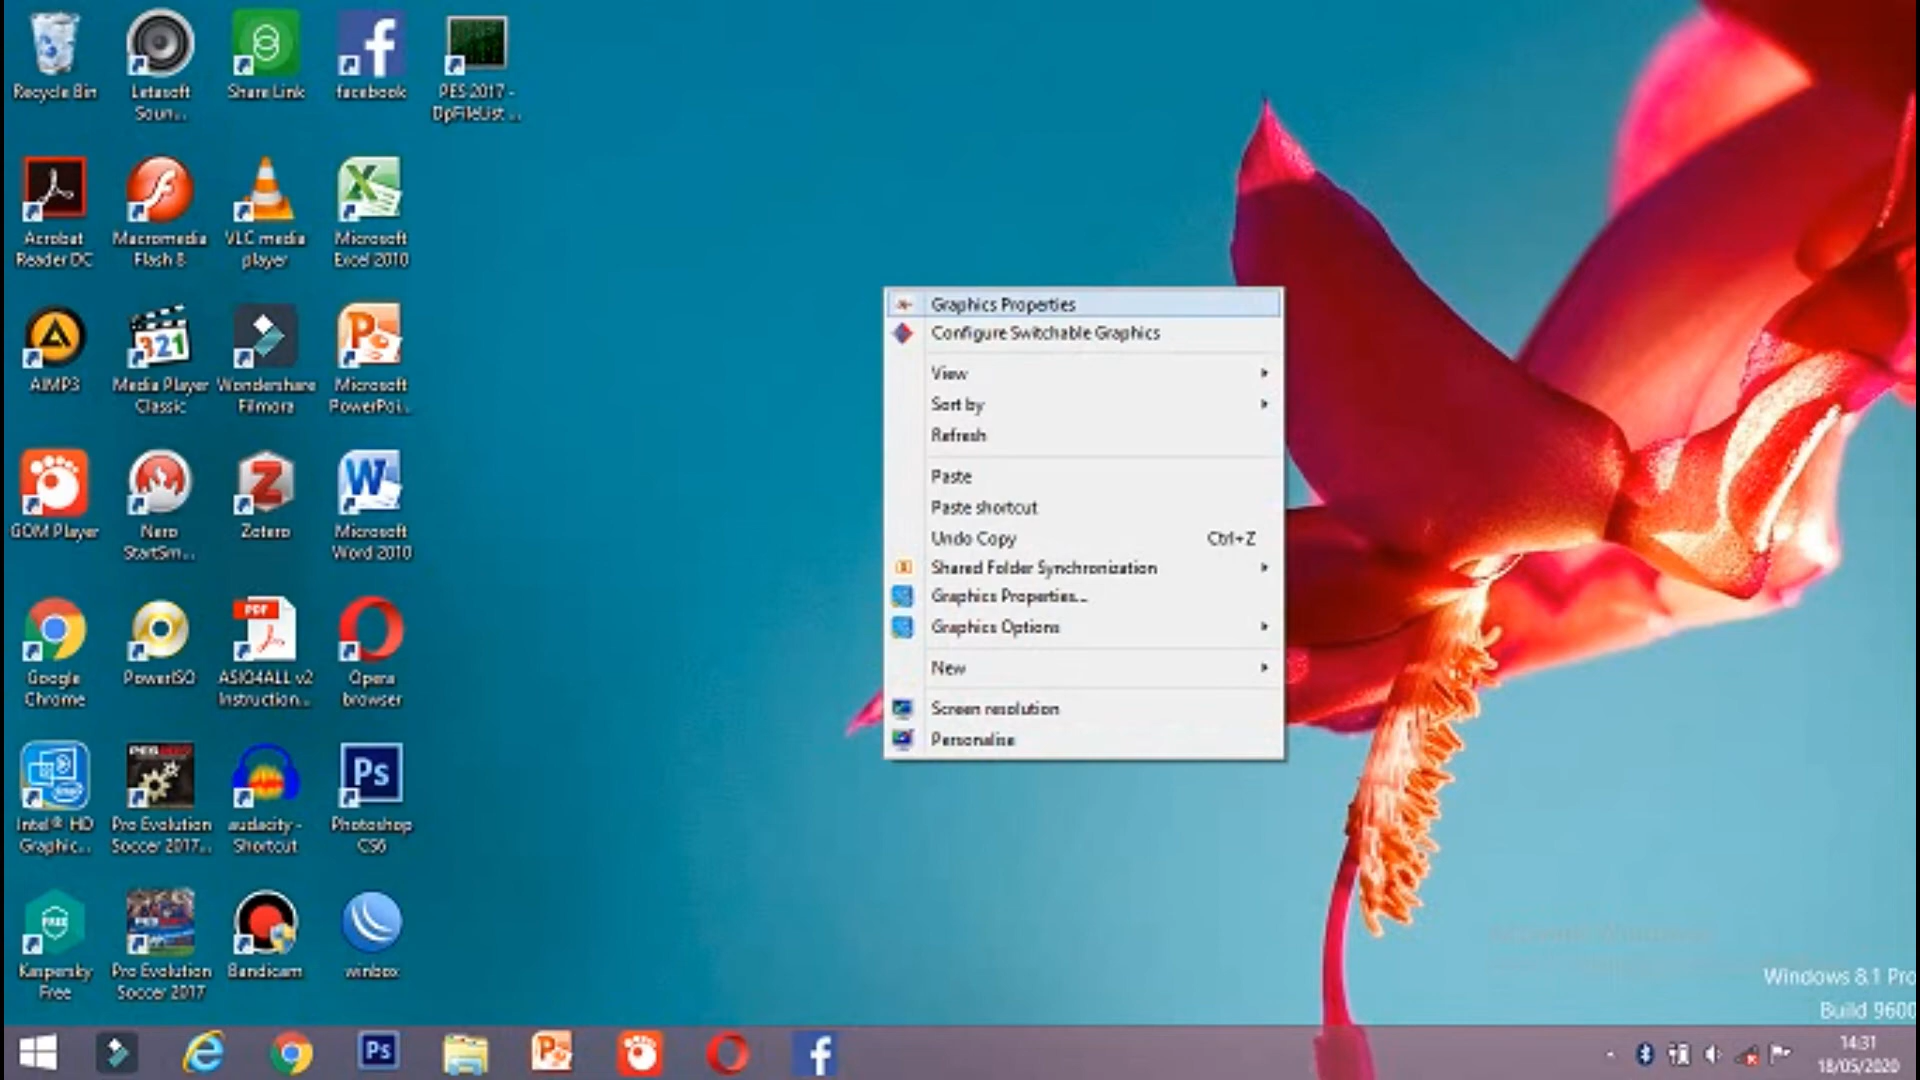 Recycle Bin
Letasoft
Soun...
Share Link
facebook
PES 2017 -
DpFileList ...
Acrobat
Reader DC
Macromedia
Flash 8
VLC media
player
Microsoft
Excel 2010
AIMP3
Media Player
Classic
Wondershare
Filmora
Microsoft
PowerPoi...
GOM Player
Nero
StartSm...
Zotero
Microsoft
Word 2010
Google
Chrome
PowerISO
ASIO4ALL v2
Instruction...
Opera
browser
Intel® HD
Graphic...
Pro Evolution
Soccer 2017...
audacity -
Shortcut
Photoshop
CS6
Kaspersky
Free
Pro Evolution
Soccer 2017
Bandicam
winbox
321
PDF
Ps
FREE
Graphics Properties
Configure Switchable Graphics
View
Sort by
Refresh
Paste
Paste shortcut
Undo Copy Ctrl+Z
Shared Folder Synchronization
Graphics Properties...
Graphics Options
New
Screen resolution
Personalise
Windows 8.1 Pro
Build 9600
Ps
14:31
18/05/2020